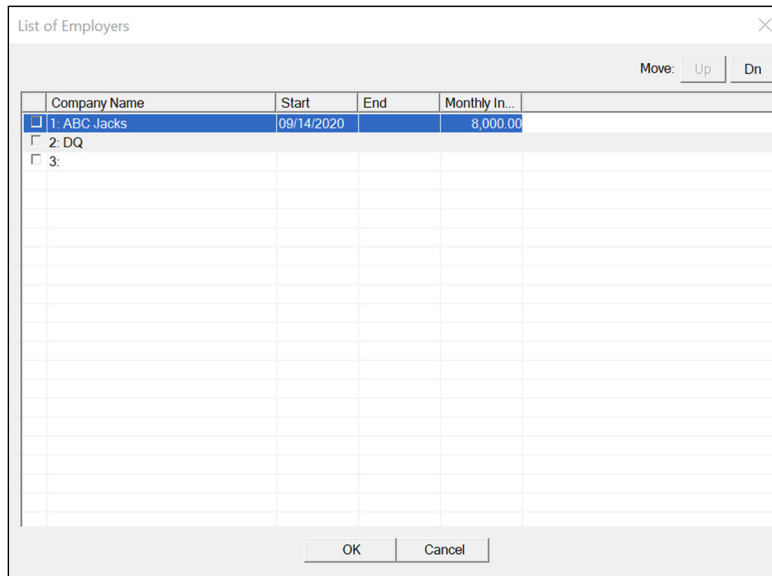 List of Employers
Move: Up Dn
Company Name Start End Monthly In...
1: ABC Jacks 09/14/2020 8,000.00
2: DQ
3:
OK Cancel